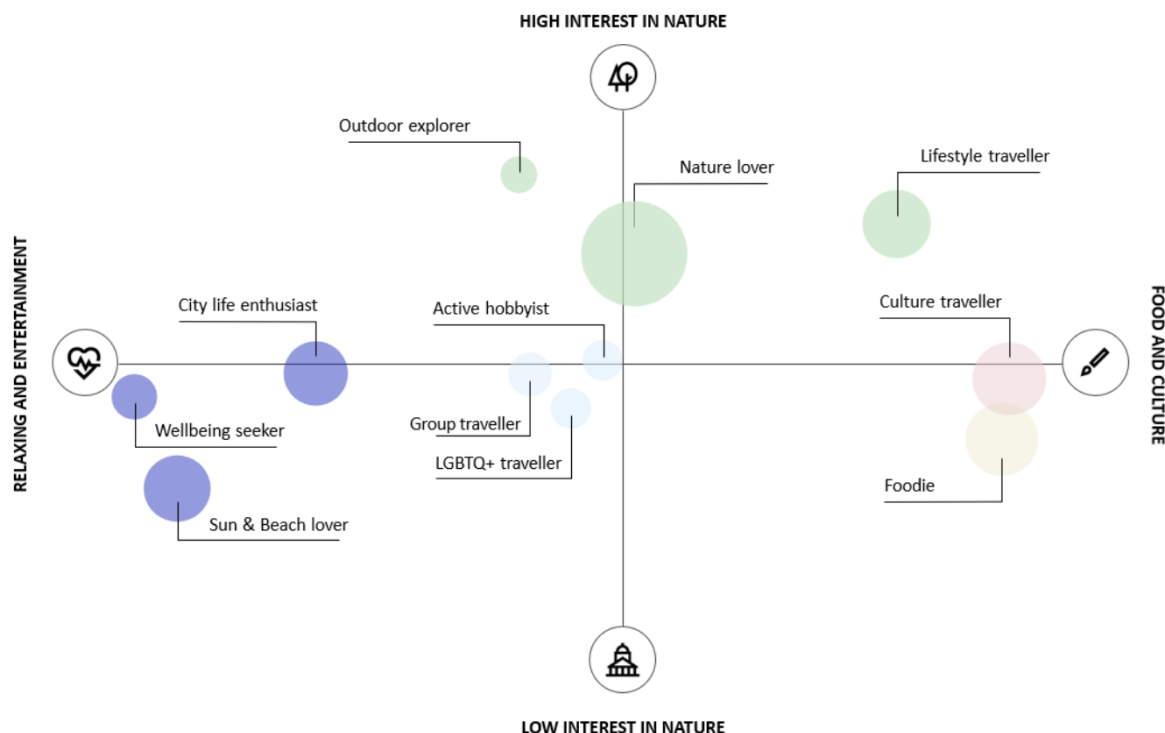 HIGH INTEREST IN NATURE
Outdoor explorer
Lifestyle traveller
Nature lover
RELAXING AND ENTERTAINMENT
FOOD AND CULTURE
City life enthusiast
Active hobbyist
Culture traveller
Group traveller
Wellbeing seeker
LGBTQ+ traveller
Foodie
Sun & Beach lover
LOW INTEREST IN NATURE